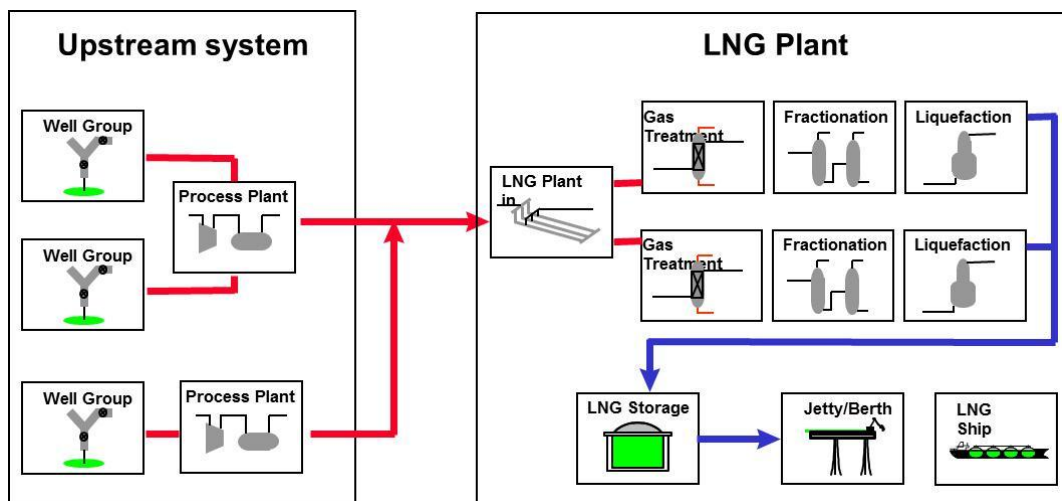 Upstream system
LNG Plant
Well Group
Process Plant
Well Group
Well Group
Process Plant
LNG Plant
in
Gas
Treatment
Fractionation
Liquefaction
Gas
Treatment
Fractionation
Liquefaction
LNG Storage
Jetty/Berth
LNG
Ship